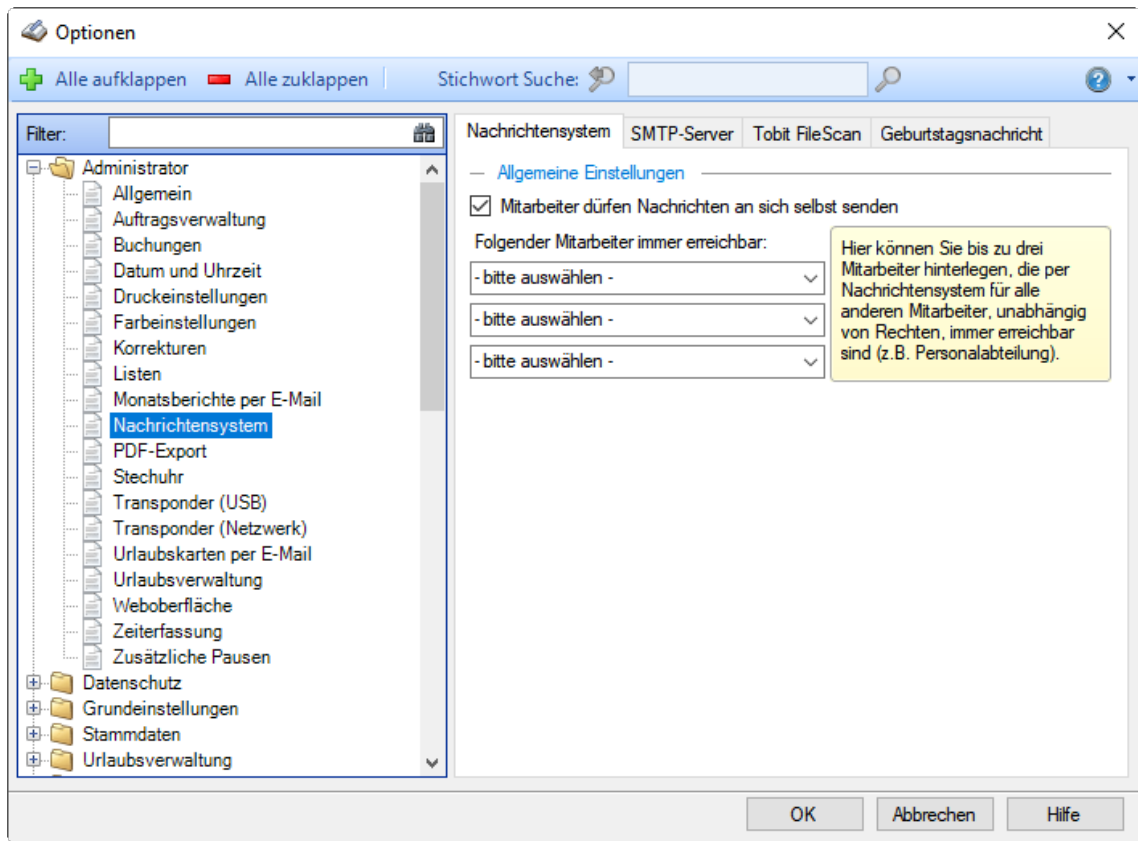 Optionen
Alle aufklappen
Alle zuklappen
Stichwort Suche:
Filter:
Administrator
Allgemein
Auftragsverwaltung
Buchungen
Datum und Uhrzeit
Druckeinstellungen
Farbeinstellungen
Korrekturen
Listen
Monatsberichte per E-Mail
Nachrichtensystem
PDF-Export
Stechuhr
Transponder (USB)
Transponder (Netzwerk)
Urlaubskarten per E-Mail
Urlaubsverwaltung
Weboberfläche
Zeiterfassung
Zusätzliche Pausen
Datenschutz
Grundeinstellungen
Stammdaten
Urlaubsverwaltung
Nachrichtensystem
SMTP-Server
Tobit FileScan
Geburtstagsnachricht
Allgemeine Einstellungen
Mitarbeiter dürfen Nachrichten an sich selbst senden
Folgender Mitarbeiter immer erreichbar:
- bitte auswählen -
- bitte auswählen -
- bitte auswählen -
Hier können Sie bis zu drei
Mitarbeiter hinterlegen, die per
Nachrichtensystem für alle
anderen Mitarbeiter, unabhängig
von Rechten, immer erreichbar
sind (z.B. Personalabteilung).
OK
Abbrechen
Hilfe